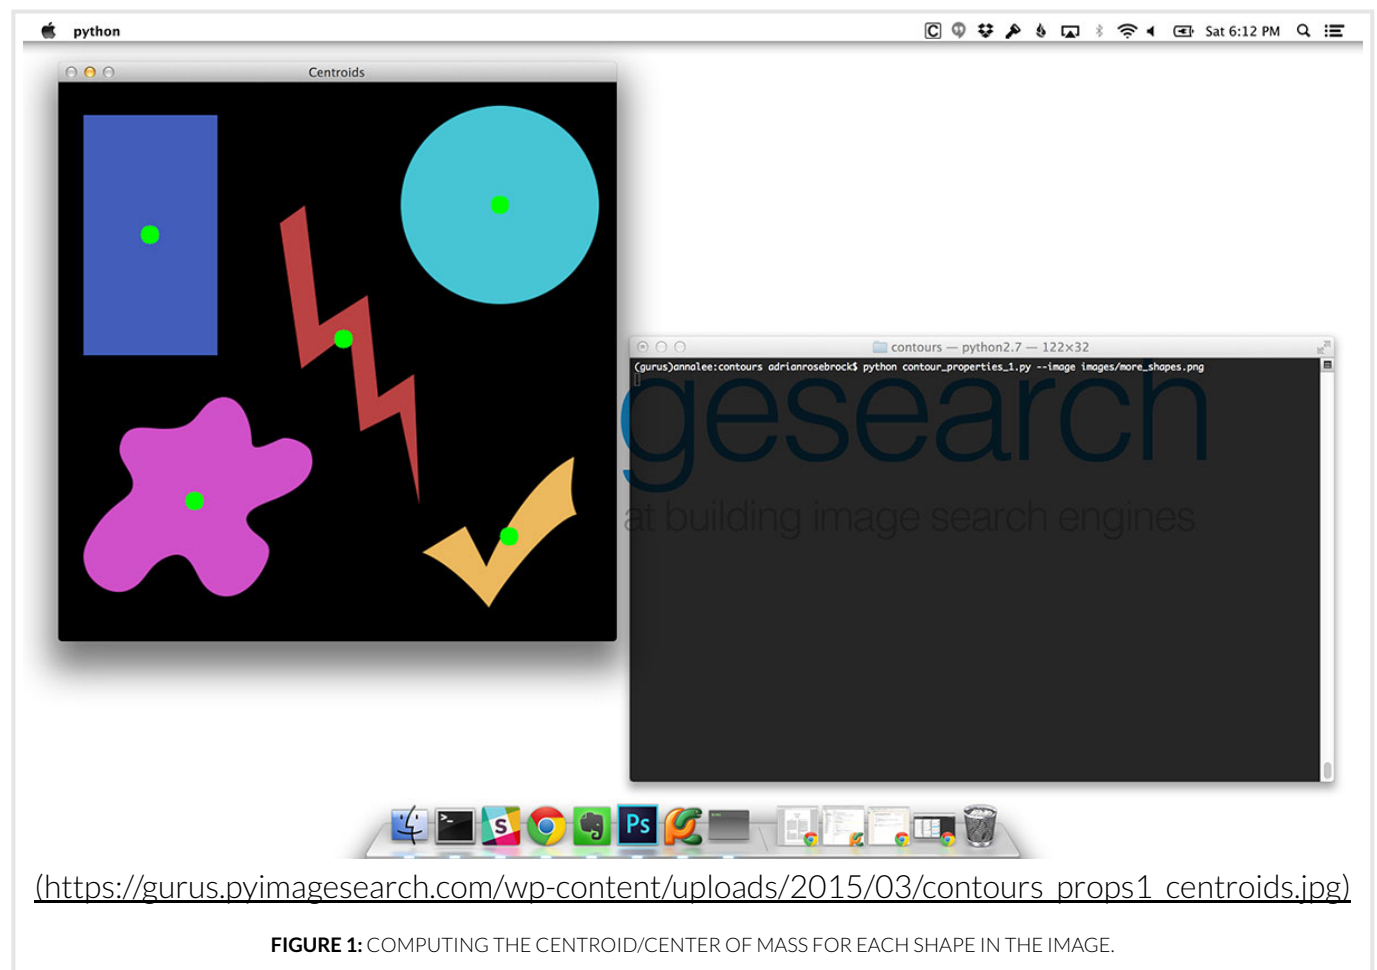 python
Sat 6:12 PM
Centroids
contours — python2.7 — 122×32
(gurus)annalee:contours adrianrosebrock$ python contour_properties_1.py --image images/more_shapes.png
gesearch
at building image search engines
S
Ps
(https://gurus.pyimagesearch.com/wp-content/uploads/2015/03/contours_props1_centroids.jpg)
FIGURE 1: COMPUTING THE CENTROID/CENTER OF MASS FOR EACH SHAPE IN THE IMAGE.